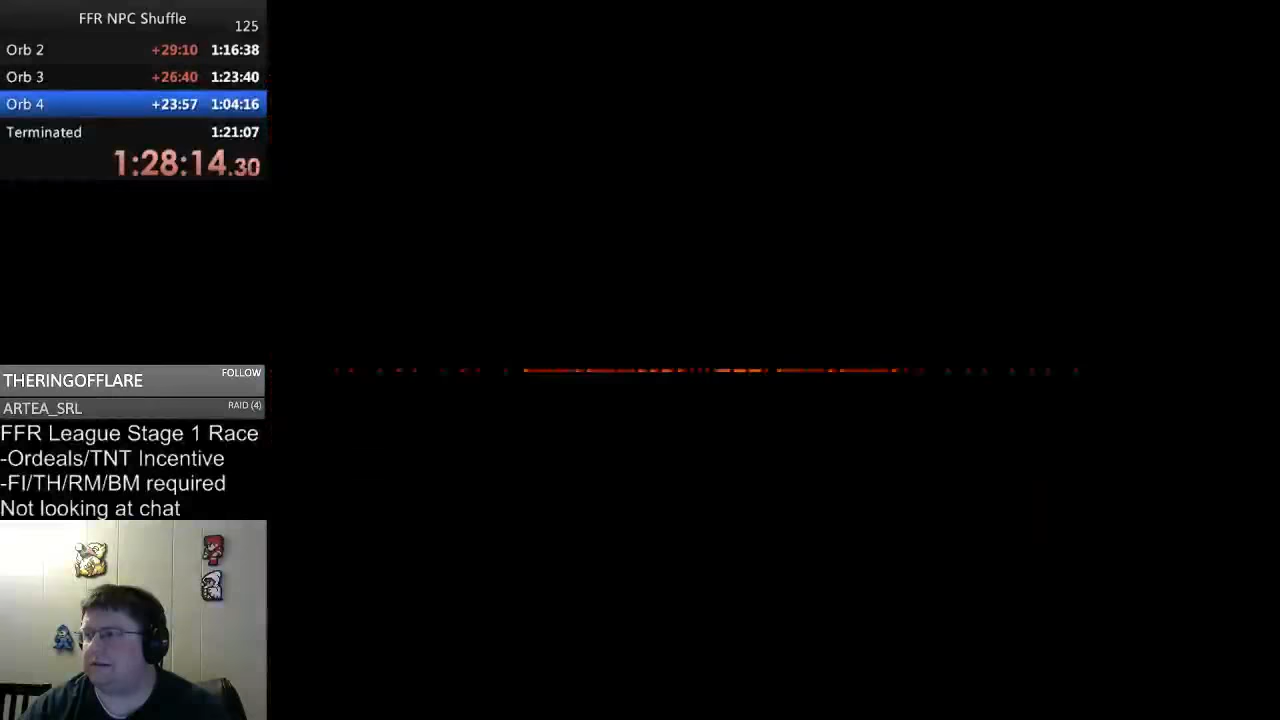 FFR NPC Shuffle
125
Orb 2 +29:10 1:16:38
Orb 3 +26:40 1:23:40
Orb 4 +23:57 1:04:16
Terminated 1:21:07
1:28:14.30
THERINGOFFLARE FOLLOW
ARTEA_SRL RAID (4)
FFR League Stage 1 Race
-Ordeals/TNT Incentive
-FI/TH/RM/BM required
Not looking at chat